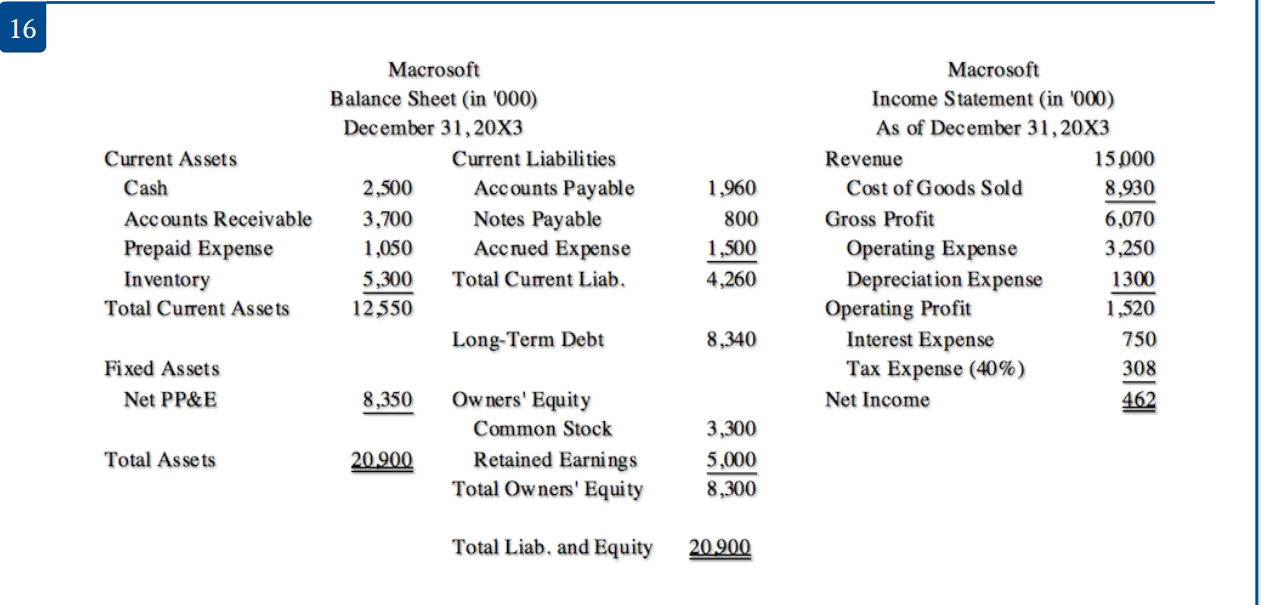 16
Macrosoft
Balance Sheet (in '000)
December 31, 20X3
Current Assets Current Liabilities
Cash 2,500 Accounts Payable 1,960
Accounts Receivable 3,700 Notes Payable 800
Prepaid Expense 1,050 Accrued Expense 1,500
Inventory 5,300 Total Current Liab. 4,260
Total Current Assets 12,550
Long-Term Debt 8,340
Fixed Assets
Net PP&E 8,350 Owners' Equity
Common Stock 3,300
Total Assets 20,900 Retained Earnings 5,000
Total Owners' Equity 8,300
Total Liab. and Equity 20,900
Macrosoft
Income Statement (in '000)
As of December 31, 20X3
Revenue 15,000
Cost of Goods Sold 8,930
Gross Profit 6,070
Operating Expense 3,250
Depreciation Expense 1300
Operating Profit 1,520
Interest Expense 750
Tax Expense (40%) 308
Net Income 462